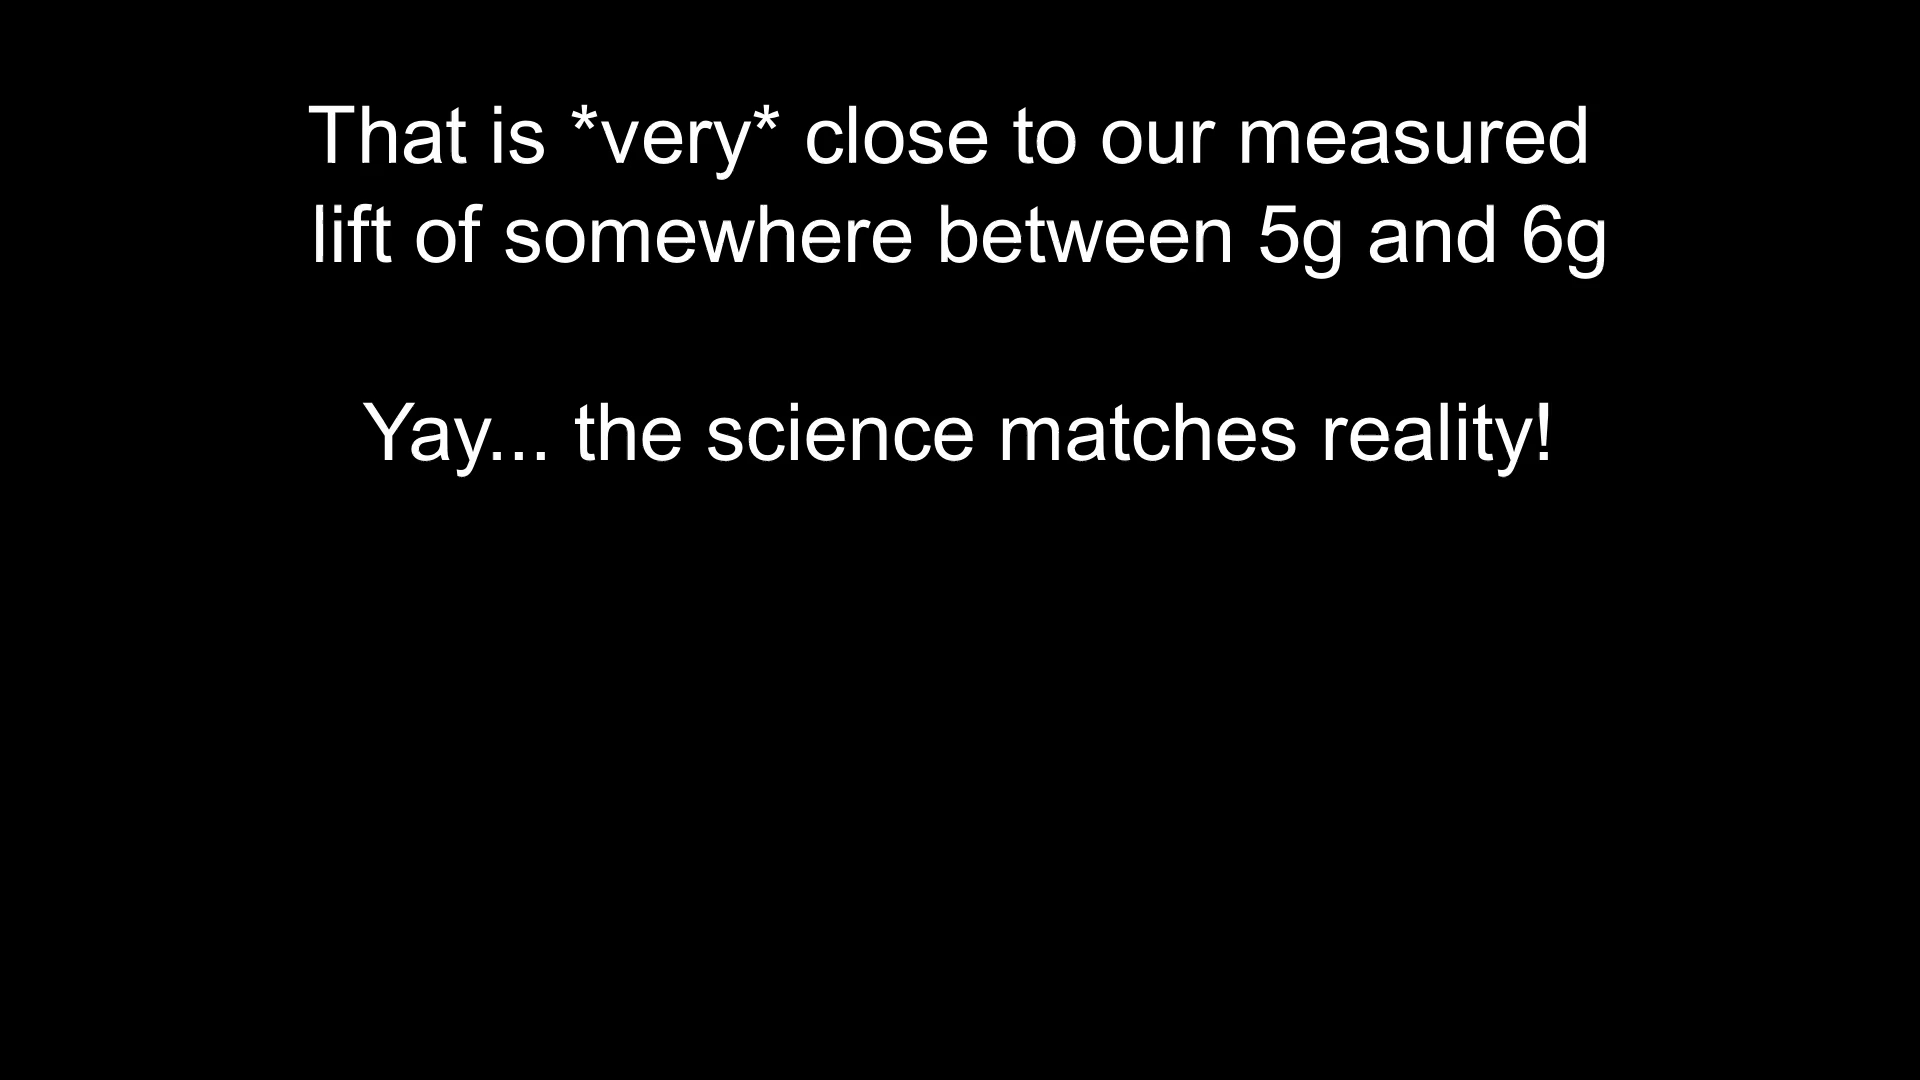 That is *very* close to our measured
lift of somewhere between 5g and 6g
Yay... the science matches reality!